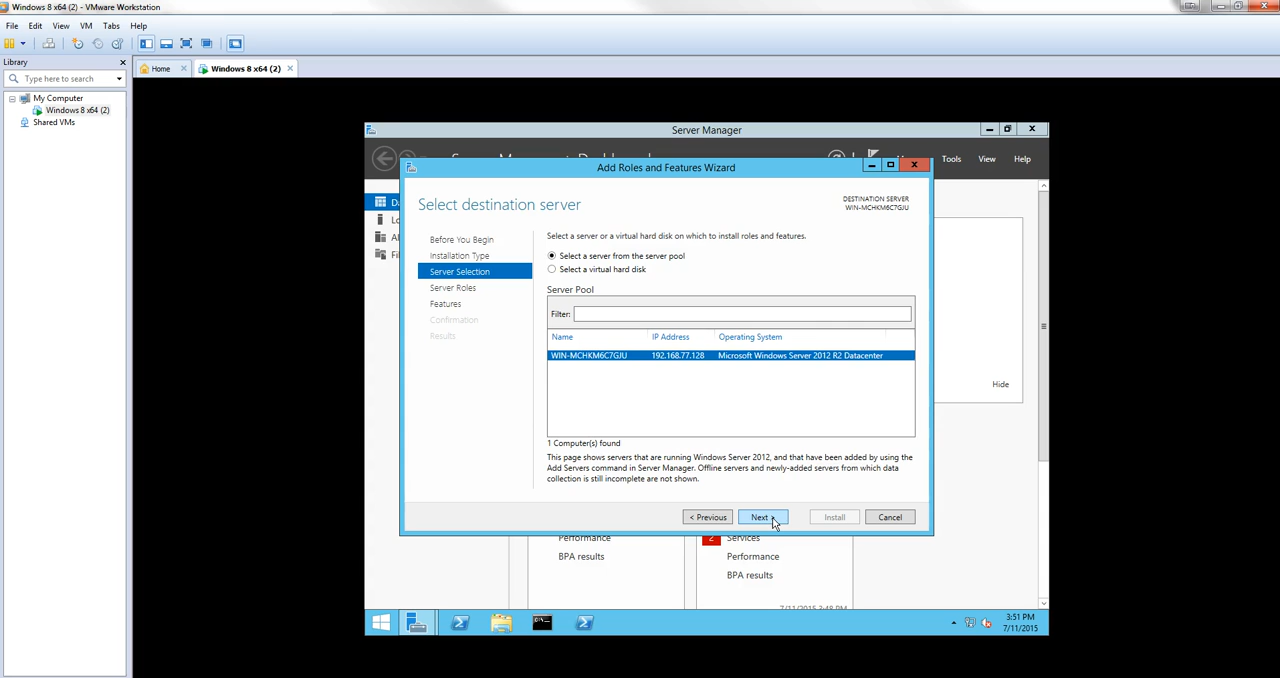 Windows 8 x64 (2) - VMware Workstation
File Edit View VM Tabs Help
Library
Type here to search
Home
Windows 8 x64 (2)
My Computer
Windows 8 x64 (2)
Shared VMs
Server Manager
Tools View Help
Add Roles and Features Wizard
Select destination server
DESTINATION SERVER
WIN-MCHKM6C7GJU
Before You Begin
Installation Type
Server Selection
Server Roles
Features
Confirmation
Results
Select a server or a virtual hard disk on which to install roles and features.
Select a server from the server pool
Select a virtual hard disk
Server Pool
Filter:
Name IP Address Operating System
WIN-MCHKM6C7GJU 192.168.77.128 Microsoft Windows Server 2012 R2 Datacenter
1 Computer(s) found
This page shows servers that are running Windows Server 2012, and that have been added by using the
Add Servers command in Server Manager. Offline servers and newly-added servers from which data
collection is still incomplete are not shown.
< Previous Next > Install Cancel
Hide
Performance
BPA results
2 Services
Performance
BPA results
7/11/2015 3:48 PM
3:51 PM
7/11/2015